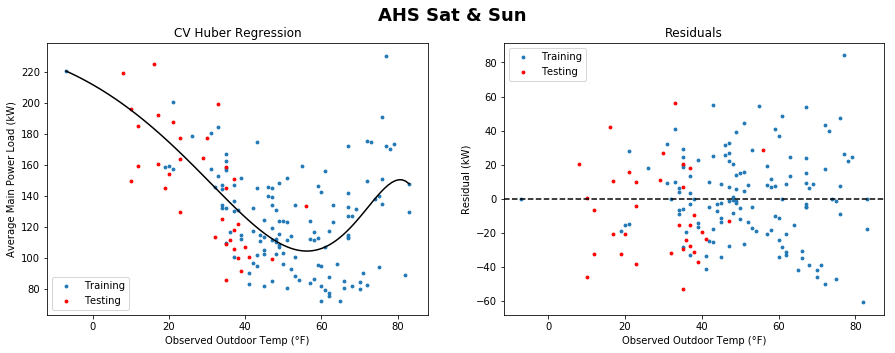 AHS Sat & Sun
CV Huber Regression
Average Main Power Load (kW)
220
200
180
160
140
120
100
80
Training
Testing
0
20
40
60
80
Observed Outdoor Temp (°F)
Residuals
Residual (kW)
80
60
40
20
0
−20
−40
−60
Training
Testing
0
20
40
60
80
Observed Outdoor Temp (°F)